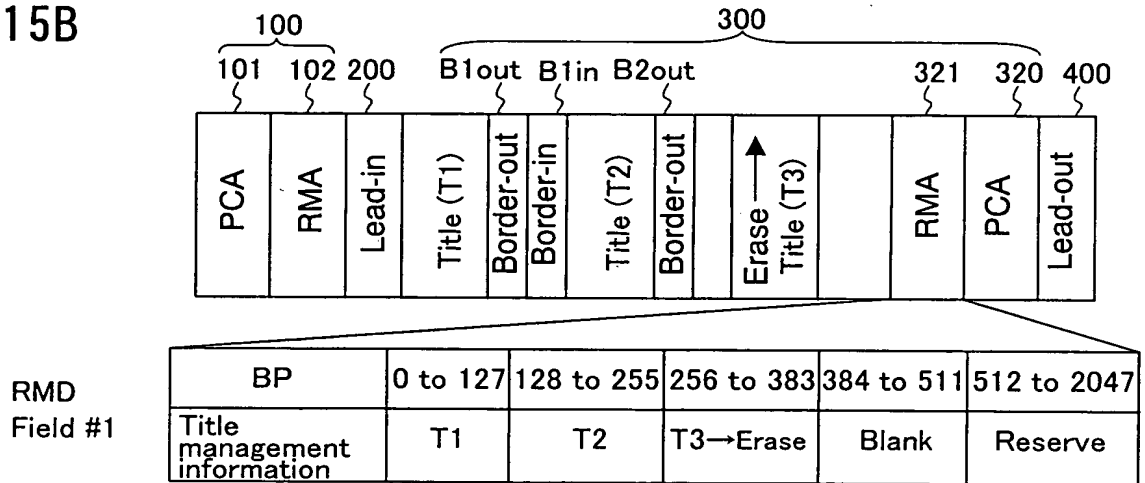 15B
100
300
101 102 200 B1out B1in B2out 321 320 400
PCA
RMA
Lead-in
Title (T1)
Border-out
Border-in
Title (T2)
Border-out
Erase→
Title (T3)
RMA
PCA
Lead-out
RMD
Field #1
BP 0 to 127 128 to 255 256 to 383 384 to 511 512 to 2047
Title
management
information
T1 T2 T3→Erase Blank Reserve